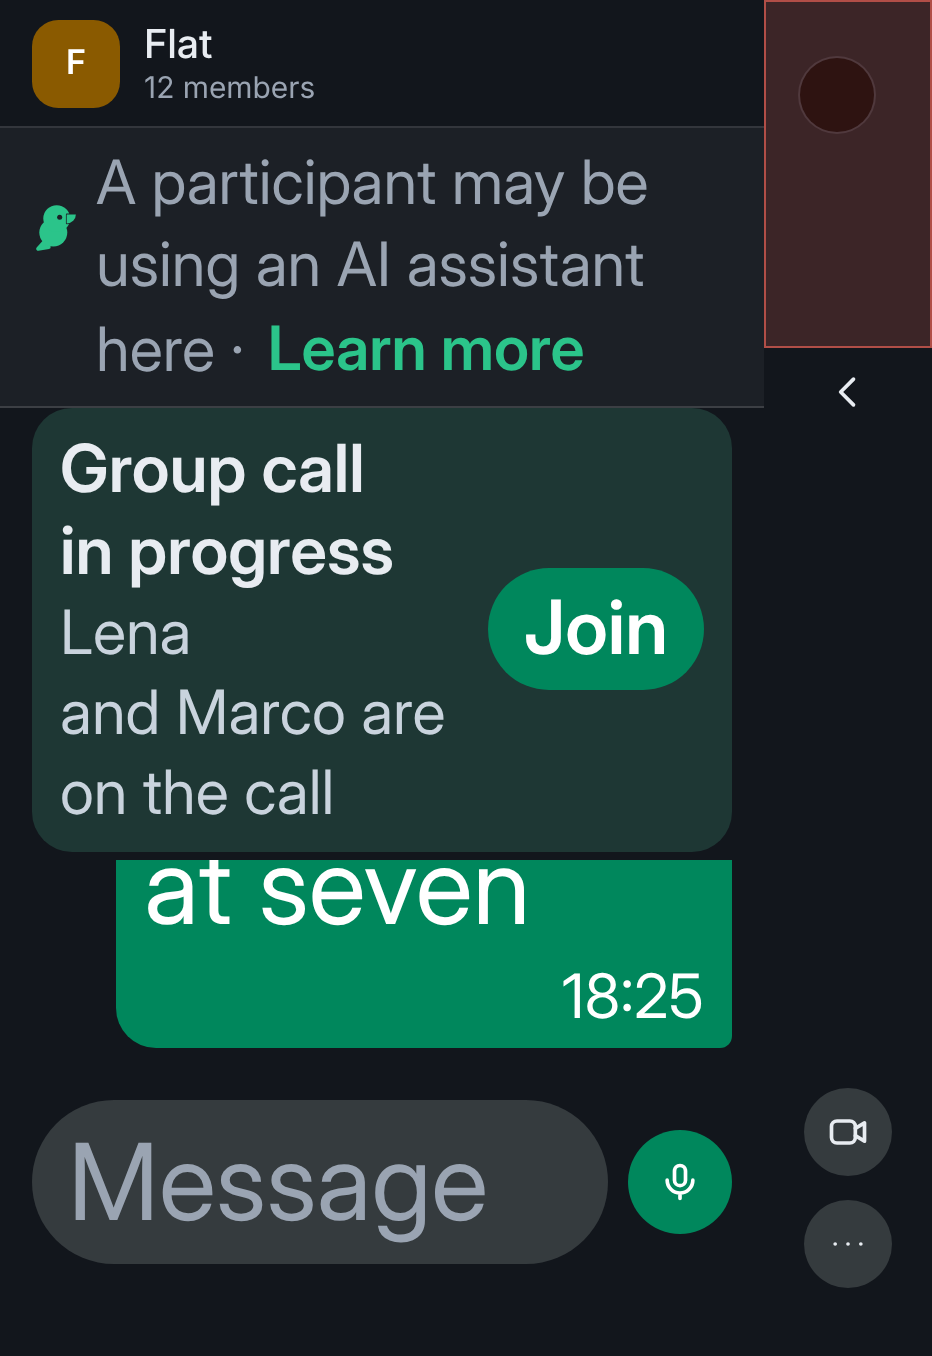 F
Flat
12 members
A participant may be
using an AI assistant
here · Learn more
Group call
in progress
Lena
and Marco are
on the call
Join
at seven
18:25
Message